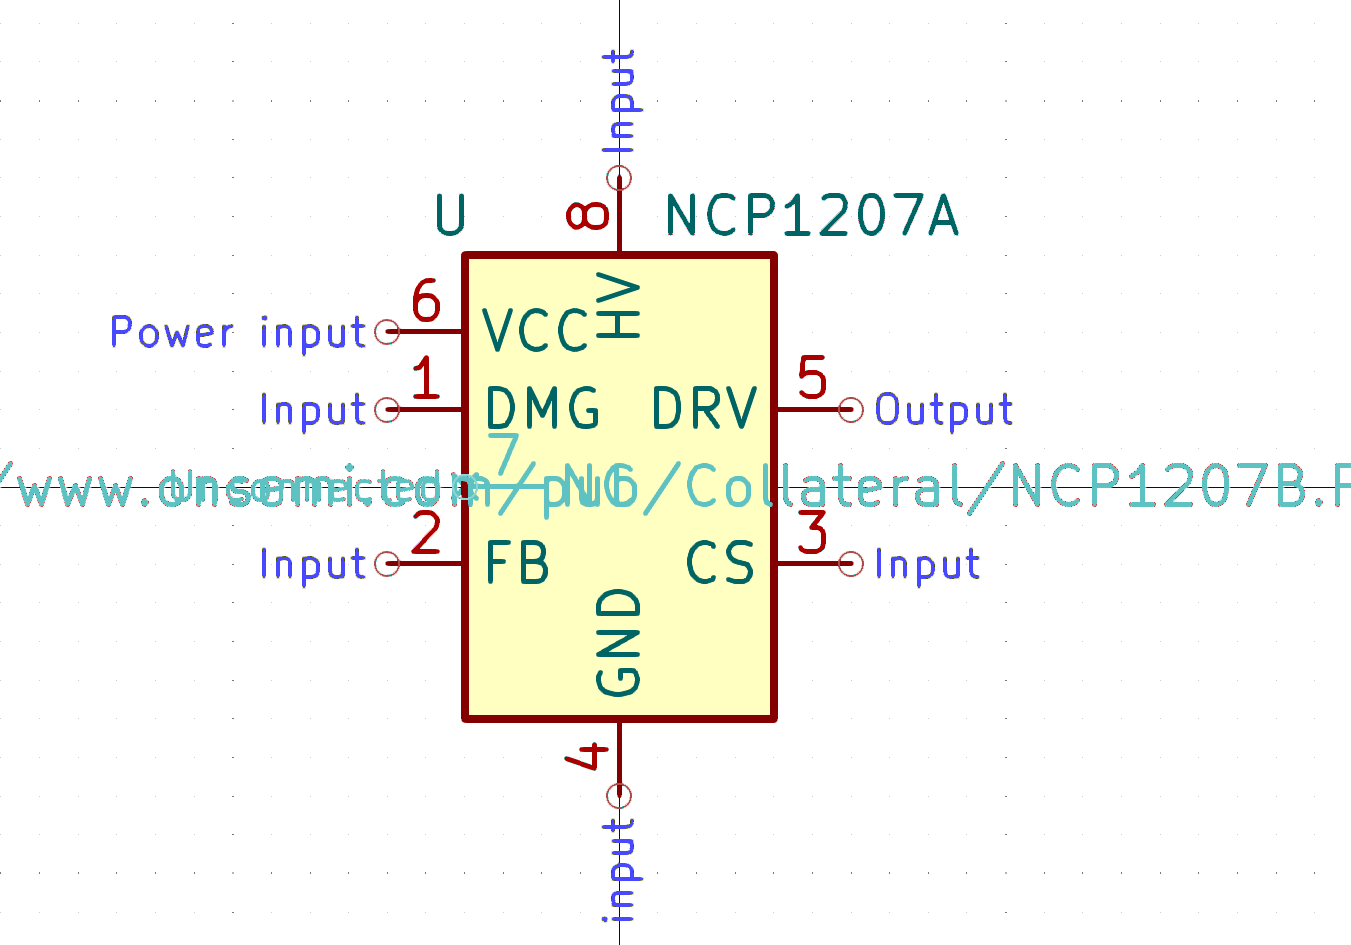 Input
U
8
NCP1207A
HV
6
Power input
VCC
1
Input
DMG
DRV
5
Output
7
/www.onsemi.com/pub/Collateral/NCP1207B.P
Unconnected
NC
2
Input
FB
CS
3
Input
GND
4
input